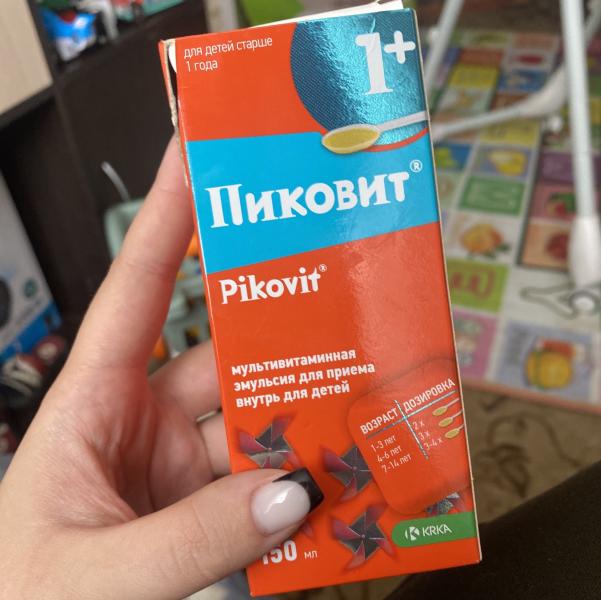 для детей старше
1 года
1+
Пиковит®
Pikovit®
мультивитаминная
эмульсия для приема
внутрь для детей
ВОЗРАСТ ДОЗИРОВКА
1-3 лет 2 x
4-6 лет 3 x
7-14 лет 3-4 x
150 мл
KRKA